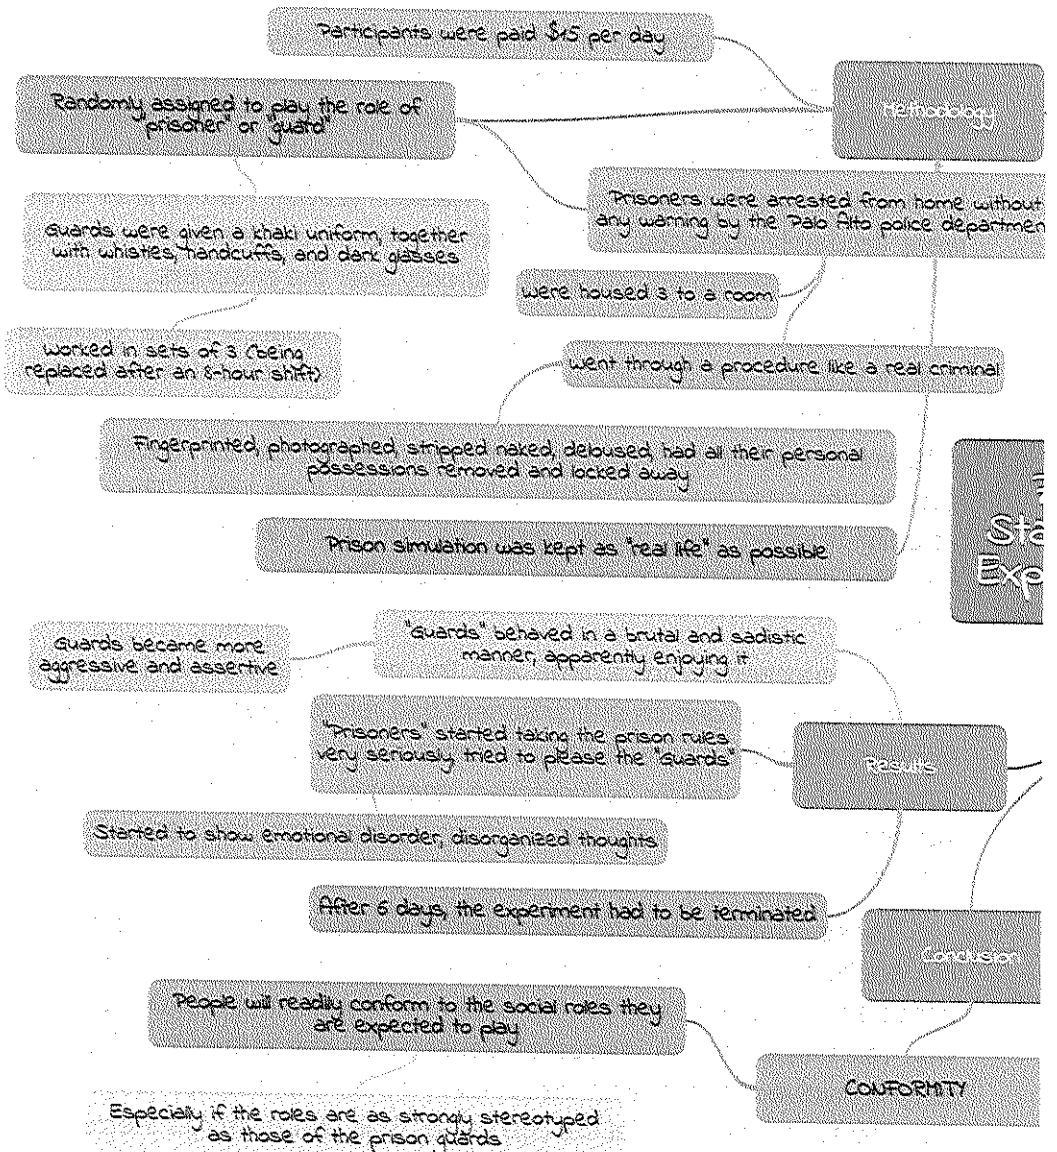 Participants were paid $15 per day
Randomly assigned to play the role of
"prisoner" or "guard"
Methodology
Prisoners were arrested from home without
any warning by the Palo Alto police departmen
Guards were given a khaki uniform, together
with whistles, handcuffs, and dark glasses
were housed 3 to a room
Worked in sets of 3 (being
replaced after an 8-hour shift)
went through a procedure like a real criminal
Fingerprinted, photographed, stripped naked, deloused, had all their personal
possessions removed and locked away
Sta
Exp
Prison simulation was kept as "real life" as possible
"Guards" behaved in a brutal and sadistic
manner, apparently enjoying it
Guards became more
aggressive and assertive
"Prisoners" started taking the prison rules
very seriously, tried to please the "Guards"
Results
Started to show emotional disorder, disorganized thoughts
After 6 days, the experiment had to be terminated
Conclusion
People will readily conform to the social roles they
are expected to play
CONFORMITY
Especially if the roles are as strongly stereotyped
as those of the prison guards